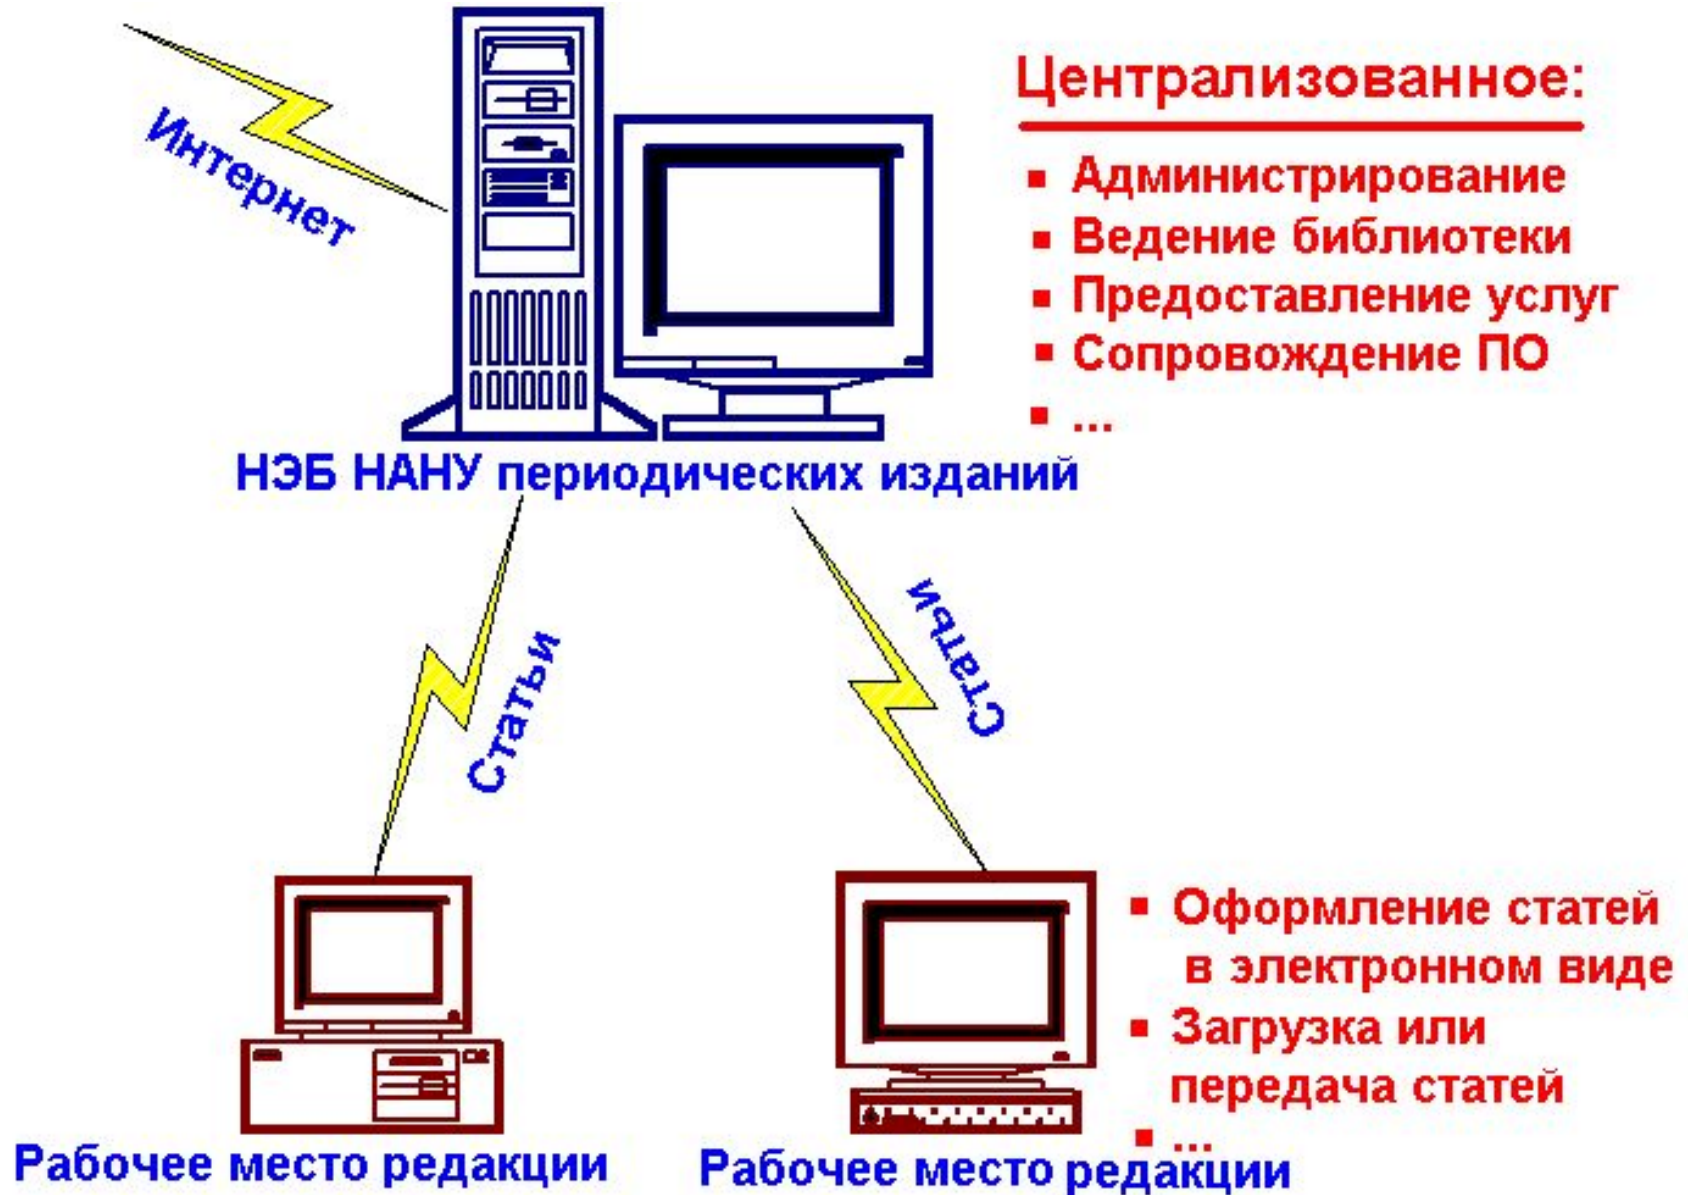 Интернет
Централизованное:
▪ Администрирование
▪ Ведение библиотеки
▪ Предоставление услуг
▪ Сопровождение ПО
▪ ...
НЭБ НАНУ периодических изданий
Статьи
Статьи
▪ Оформление статей
в электронном виде
▪ Загрузка или
передача статей
▪ ...
Рабочее место редакции
Рабочее место редакции